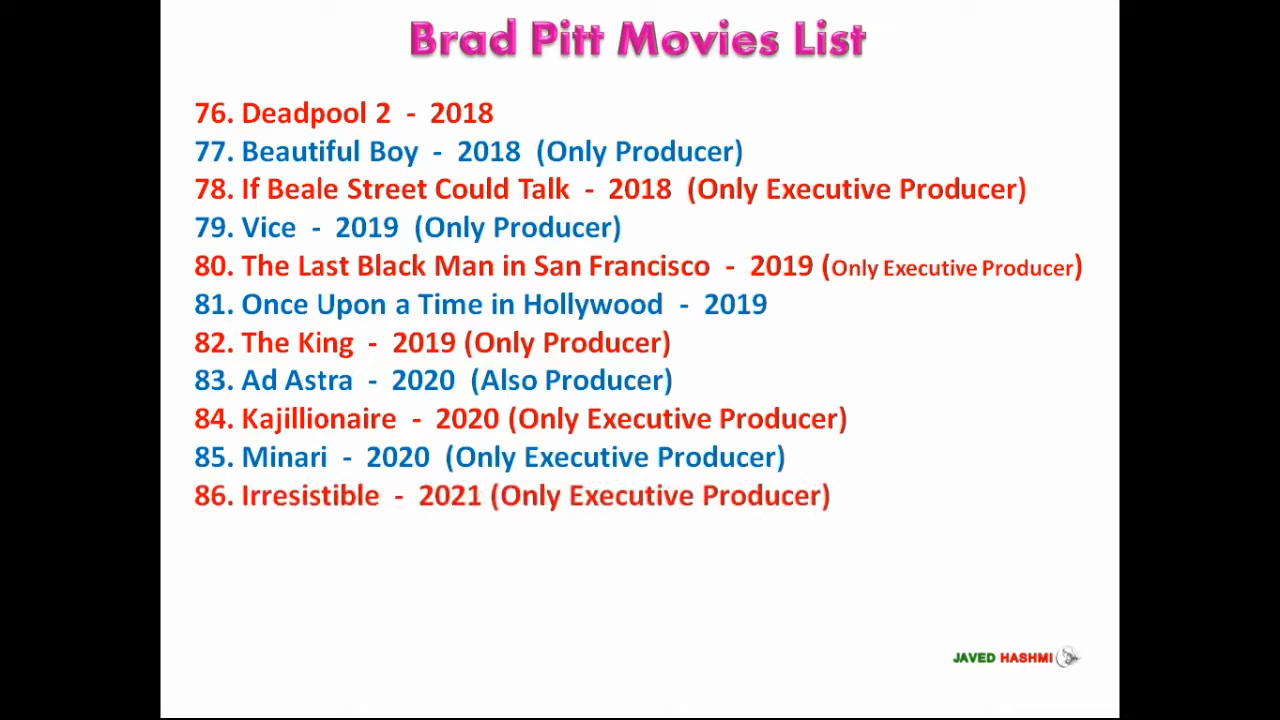 Brad Pitt Movies List
76. Deadpool 2 - 2018
77. Beautiful Boy - 2018 (Only Producer)
78. If Beale Street Could Talk - 2018 (Only Executive Producer)
79. Vice - 2019 (Only Producer)
80. The Last Black Man in San Francisco - 2019 (Only Executive Producer)
81. Once Upon a Time in Hollywood - 2019
82. The King - 2019 (Only Producer)
83. Ad Astra - 2020 (Also Producer)
84. Kajillionaire - 2020 (Only Executive Producer)
85. Minari - 2020 (Only Executive Producer)
86. Irresistible - 2021 (Only Executive Producer)
JAVED HASHMI